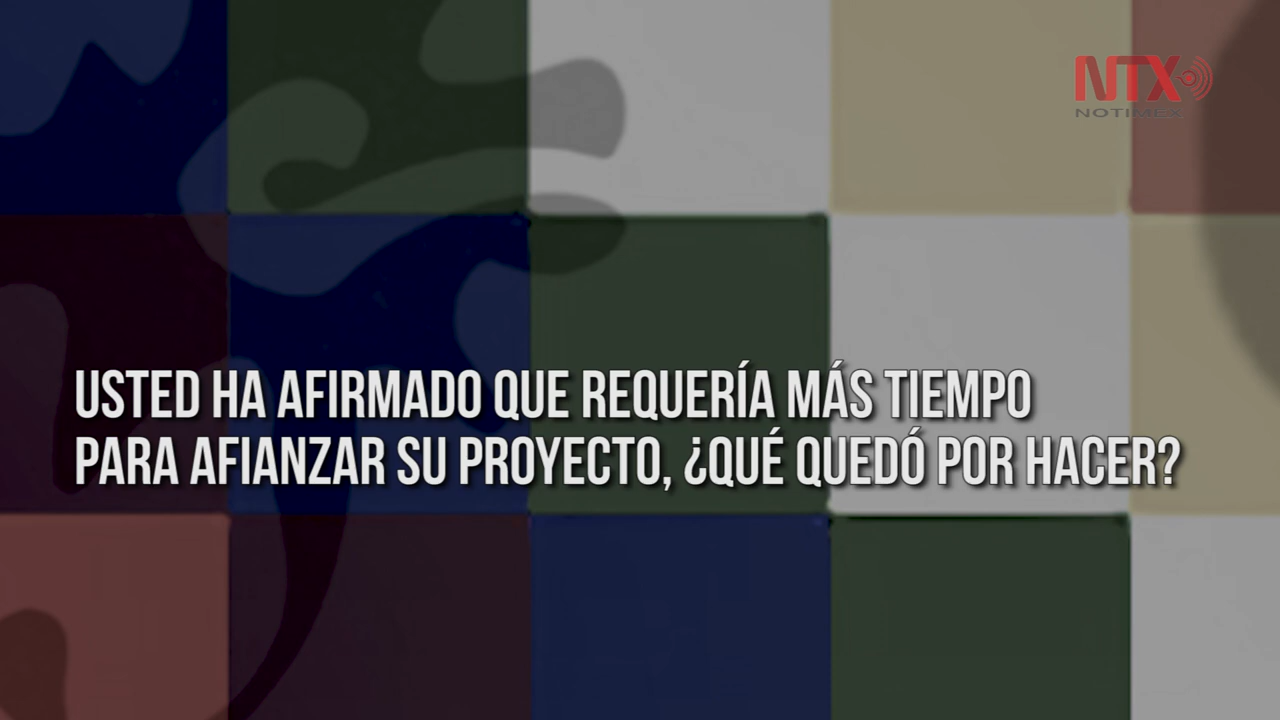 NTX
NOTIMEX
USTED HA AFIRMADO QUE REQUERÍA MÁS TIEMPO
PARA AFIANZAR SU PROYECTO, ¿QUÉ QUEDÓ POR HACER?